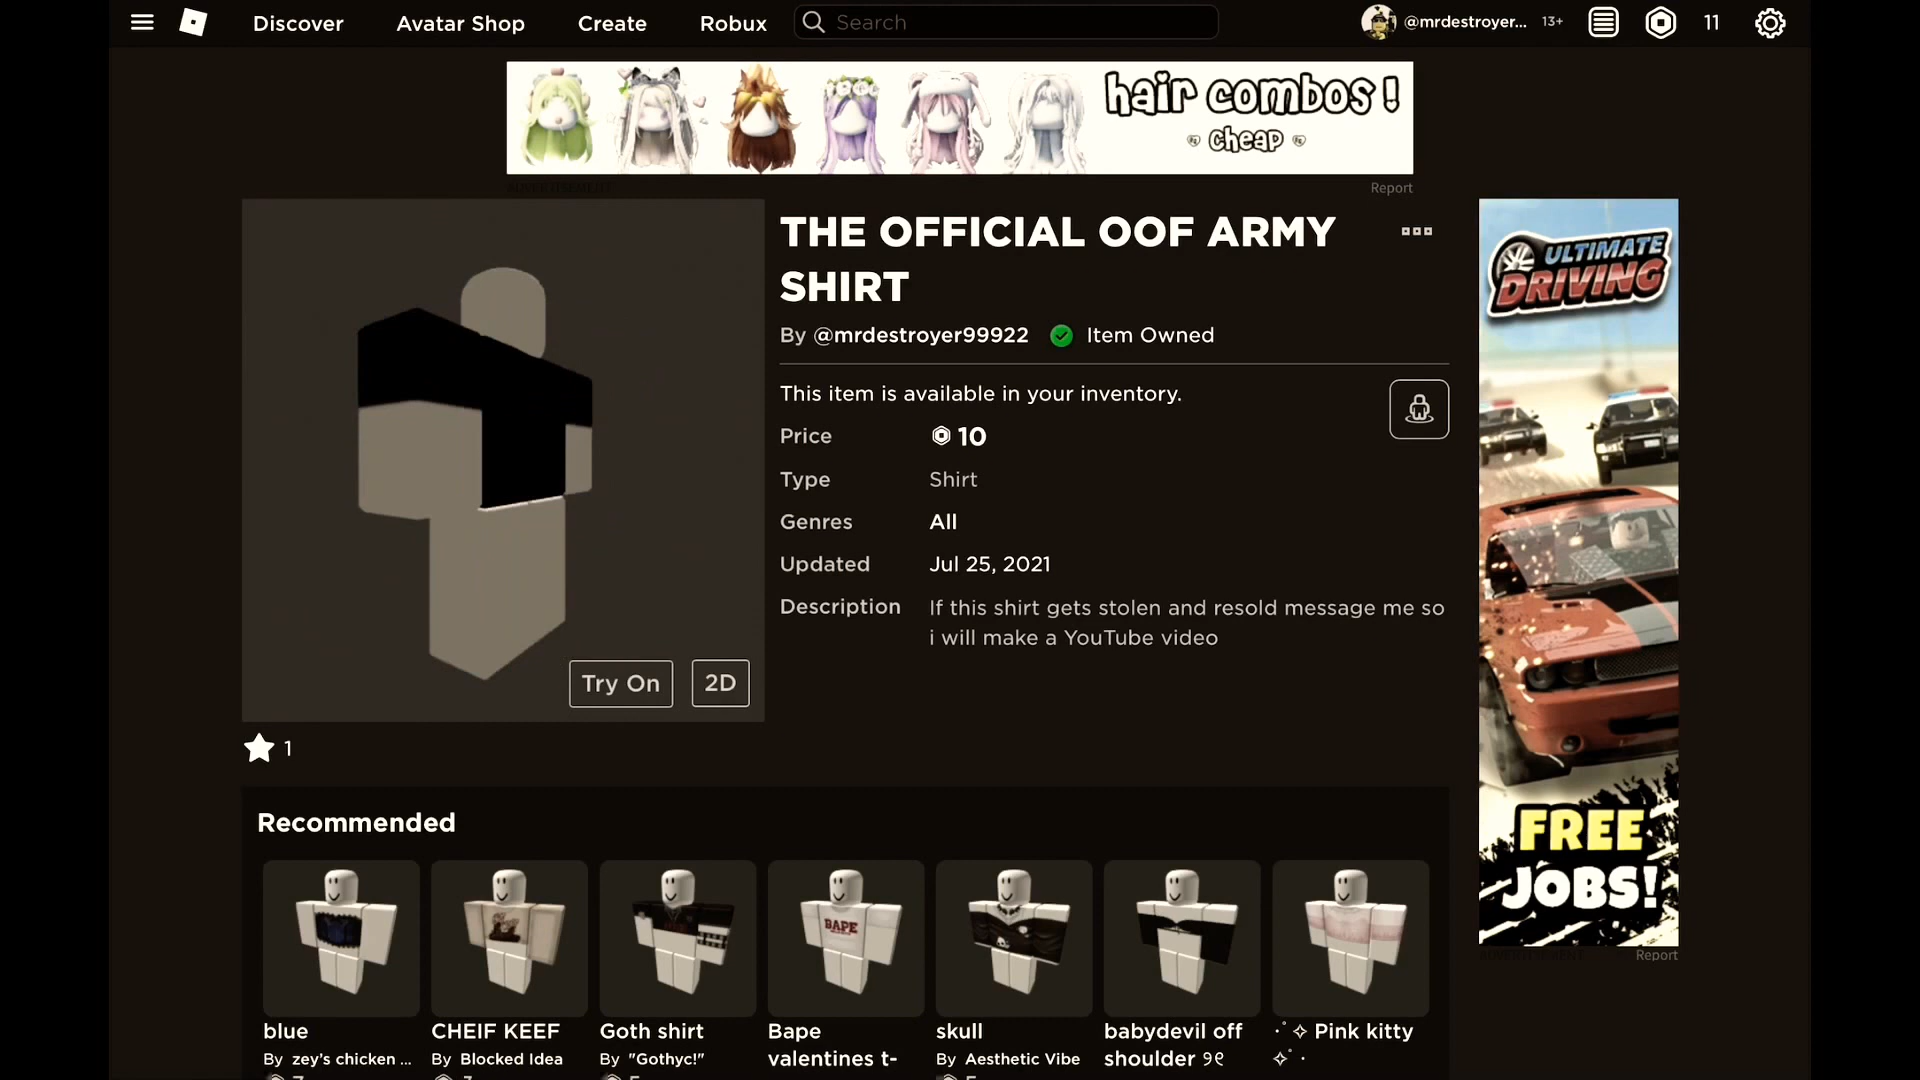 Discover
Avatar Shop
Create
Robux
Search
@mrdestroyer...
13+
11
hair combos!
cheap
ADVERTISEMENT
Report
THE OFFICIAL OOF ARMY
SHIRT
By @mrdestroyer99922
Item Owned
This item is available in your inventory.
Price
10
Type
Shirt
Genres
All
Updated
Jul 25, 2021
Description
If this shirt gets stolen and resold message me so
i will make a YouTube video
Try On
2D
1
ULTIMATE
DRIVING
FREE
JOBS!
ADVERTISEMENT
Report
Recommended
BAPE
blue
By zey's chicken ...
CHEIF KEEF
By Blocked Idea
Goth shirt
By "Gothyc!"
Bape
valentines t-
skull
By Aesthetic Vibe
babydevil off
shoulder ୨୧
·˚ ✧ Pink kitty
✧˚ ·